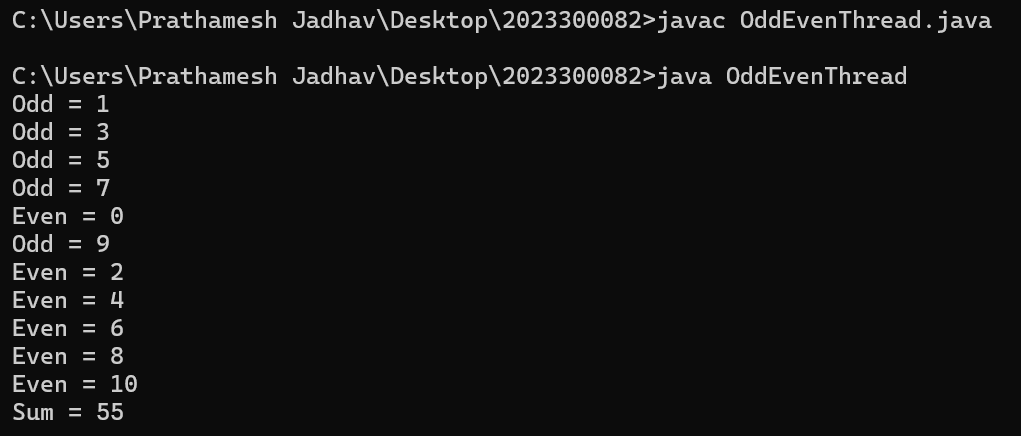 C:\Users\Prathamesh Jadhav\Desktop\2023300082>javac OddEvenThread.java
C:\Users\Prathamesh Jadhav\Desktop\2023300082>java OddEvenThread
Odd = 1
Odd = 3
Odd = 5
Odd = 7
Even = 0
Odd = 9
Even = 2
Even = 4
Even = 6
Even = 8
Even = 10
Sum = 55